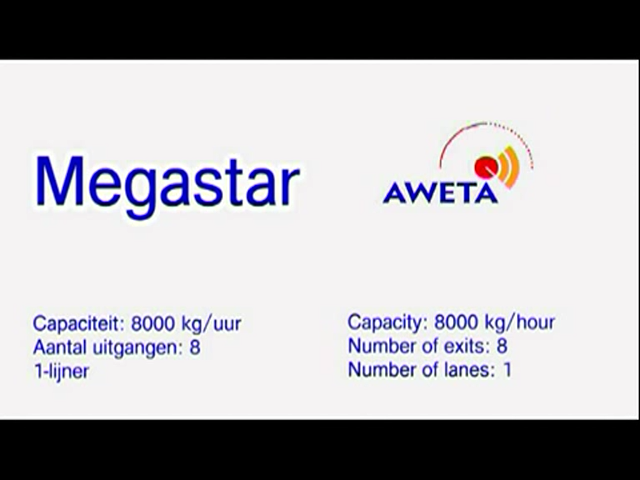 Megastar
AWETA
Capaciteit: 8000 kg/uur
Aantal uitgangen: 8
1-lijner
Capacity: 8000 kg/hour
Number of exits: 8
Number of lanes: 1